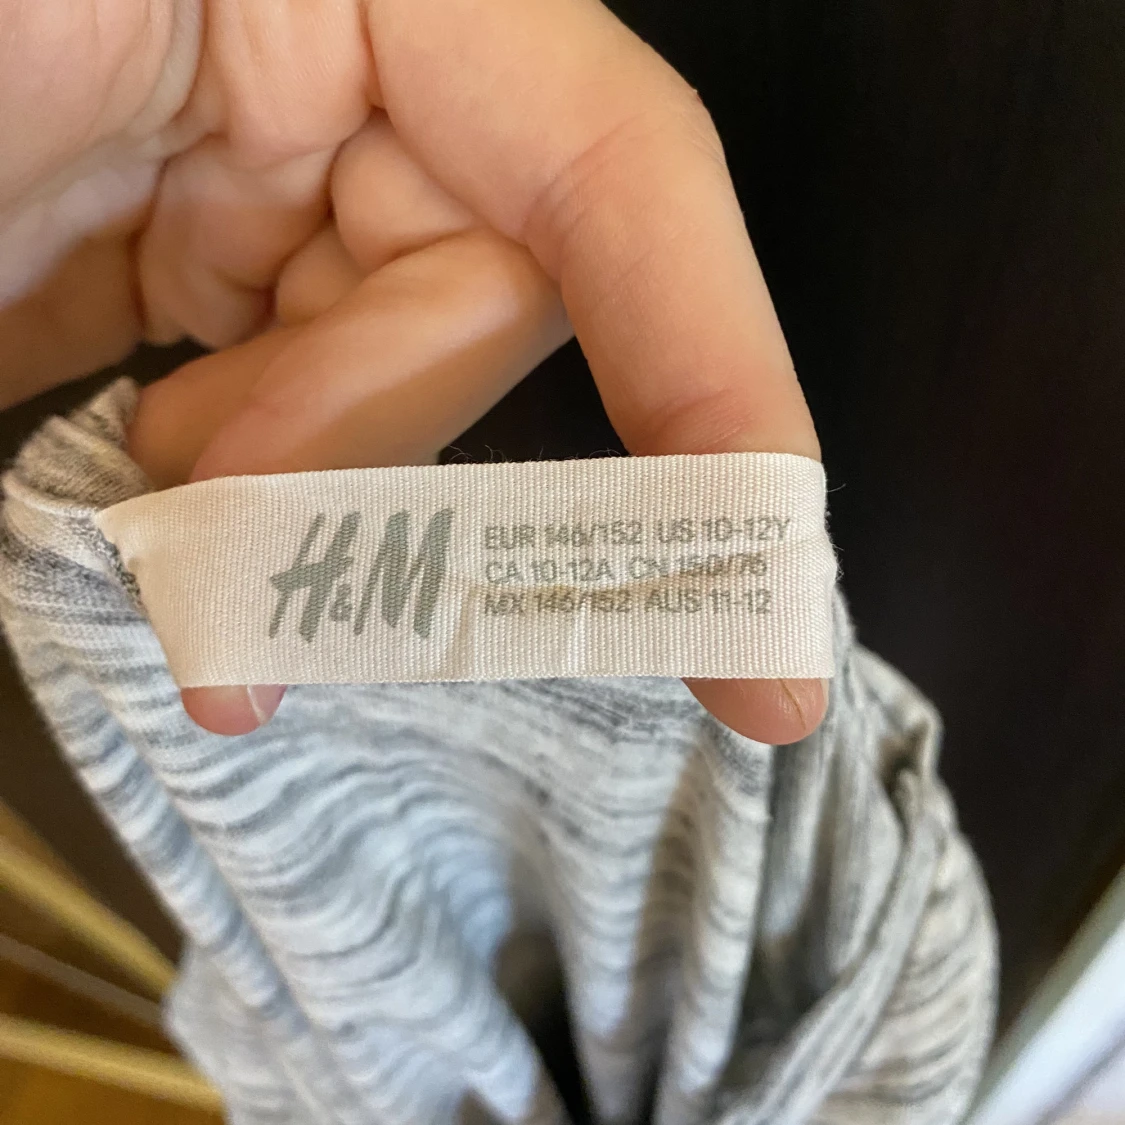 H&M
EUR 146/152 US 10-12Y
CA 10-12A CN 150/76
MX 146/152 AUS 11-12